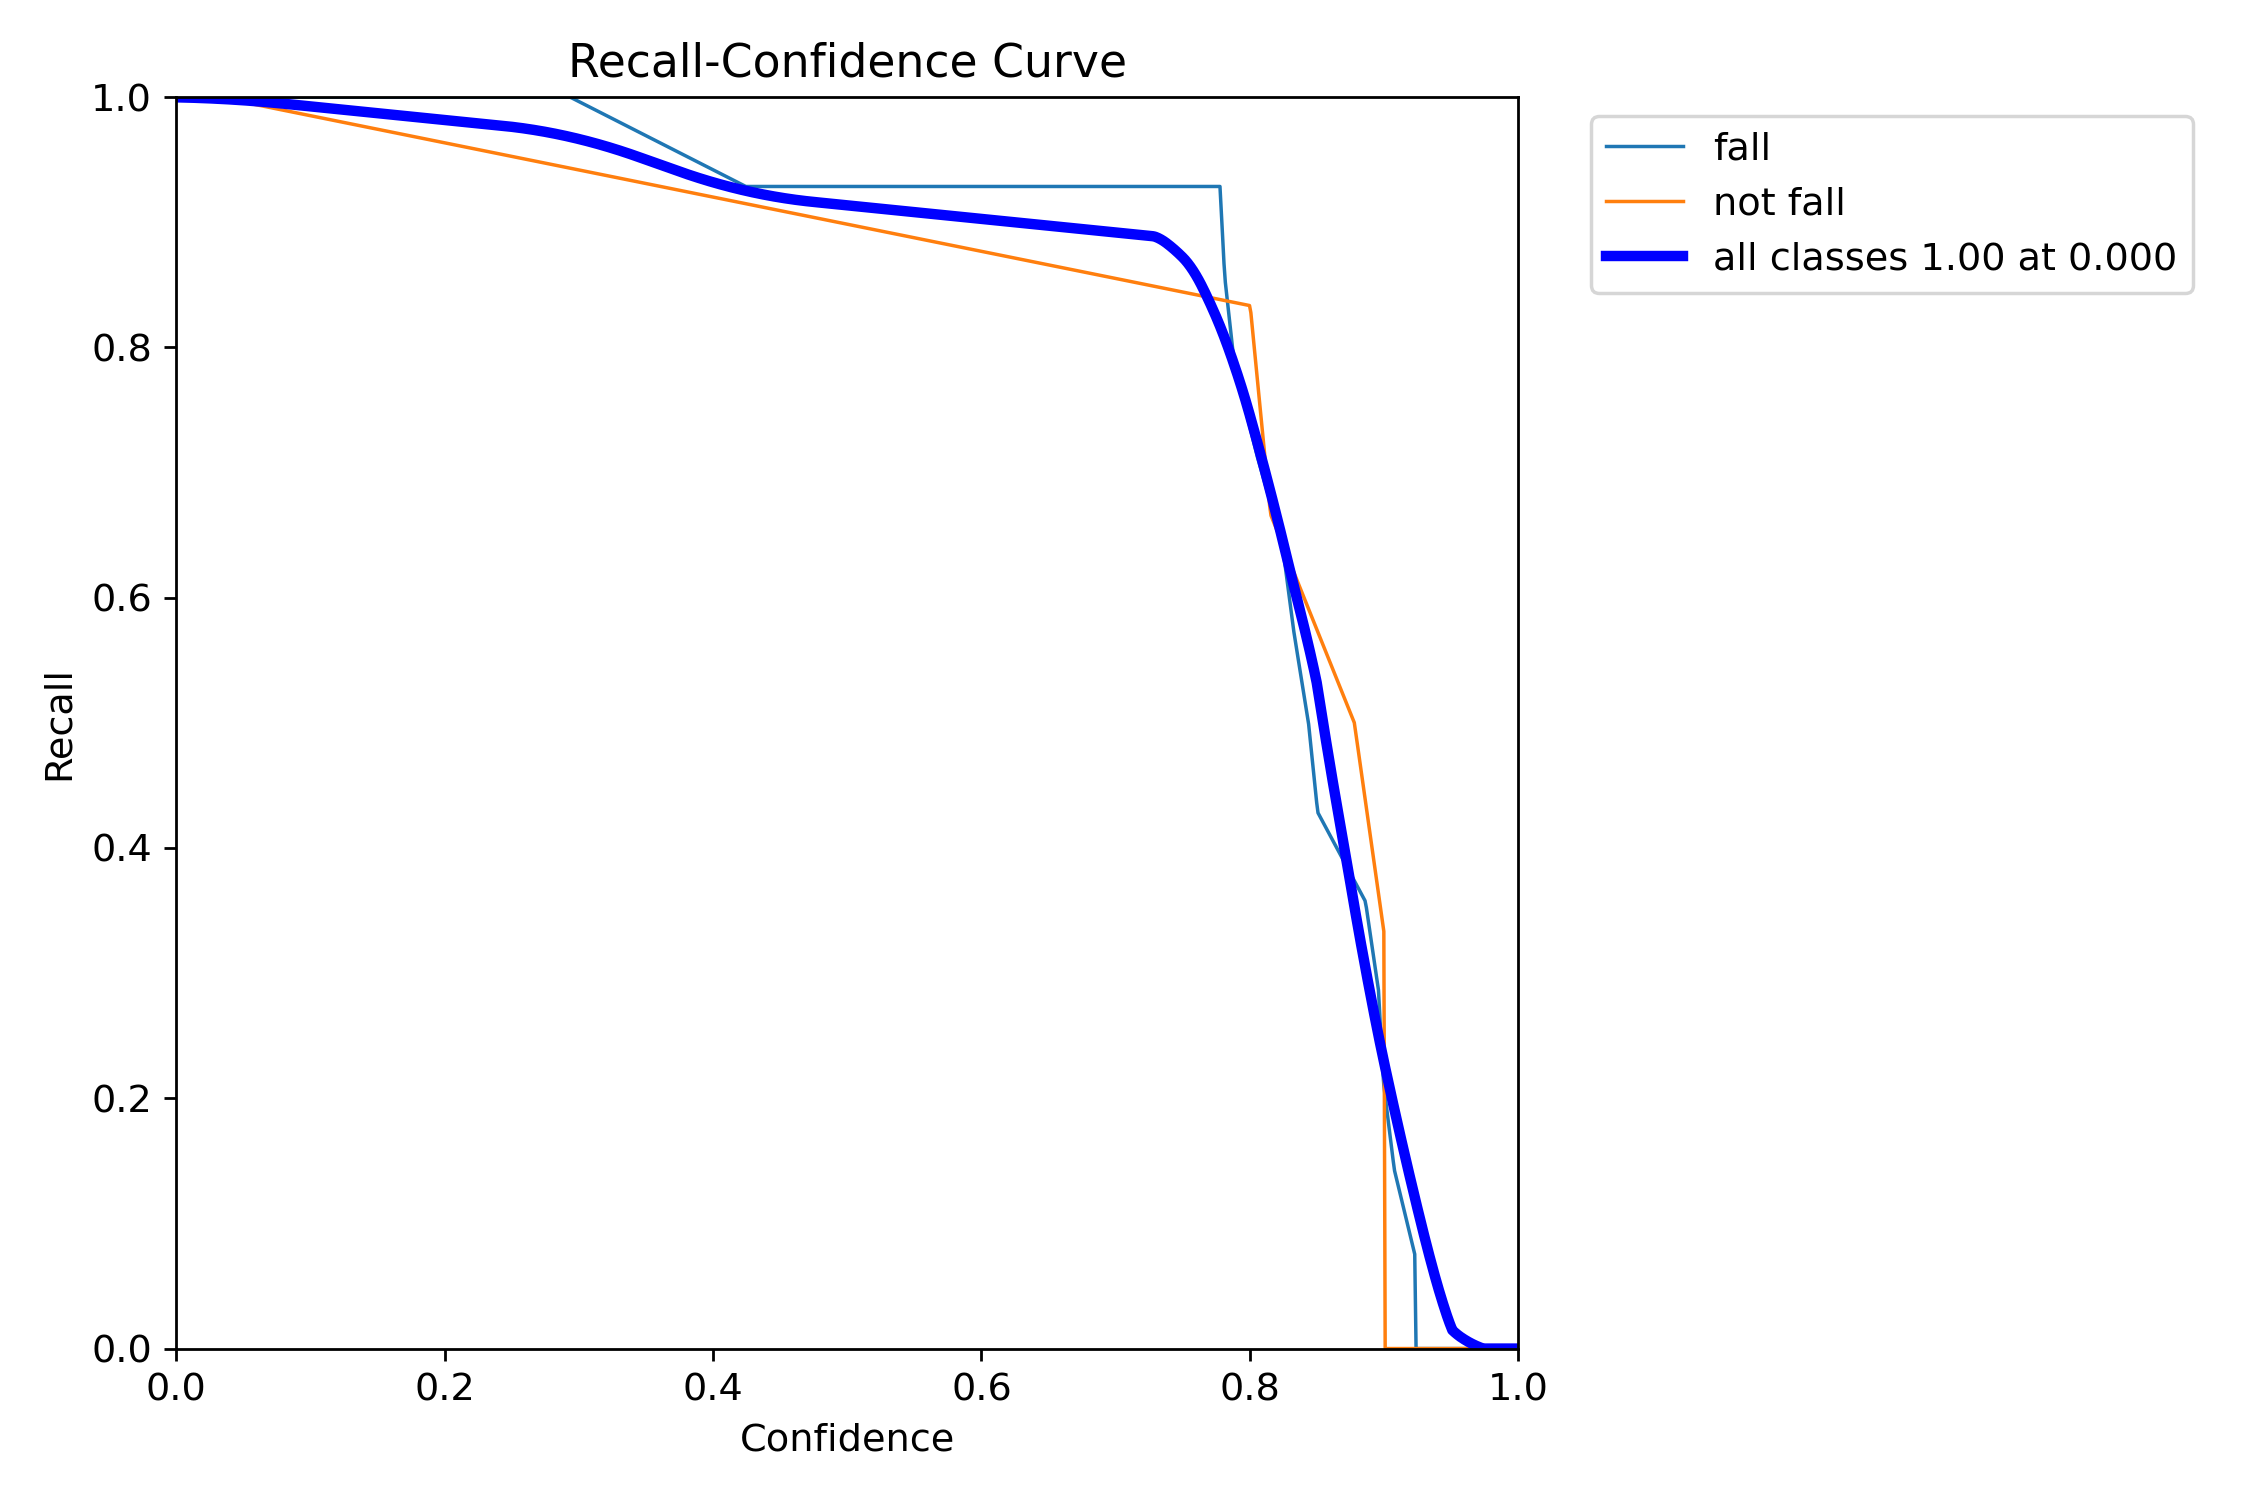 Recall-Confidence Curve
1.0
0.8
0.6
0.4
0.2
0.0
Recall
0.0 0.2 0.4 0.6 0.8 1.0
Confidence
fall
not fall
all classes 1.00 at 0.000